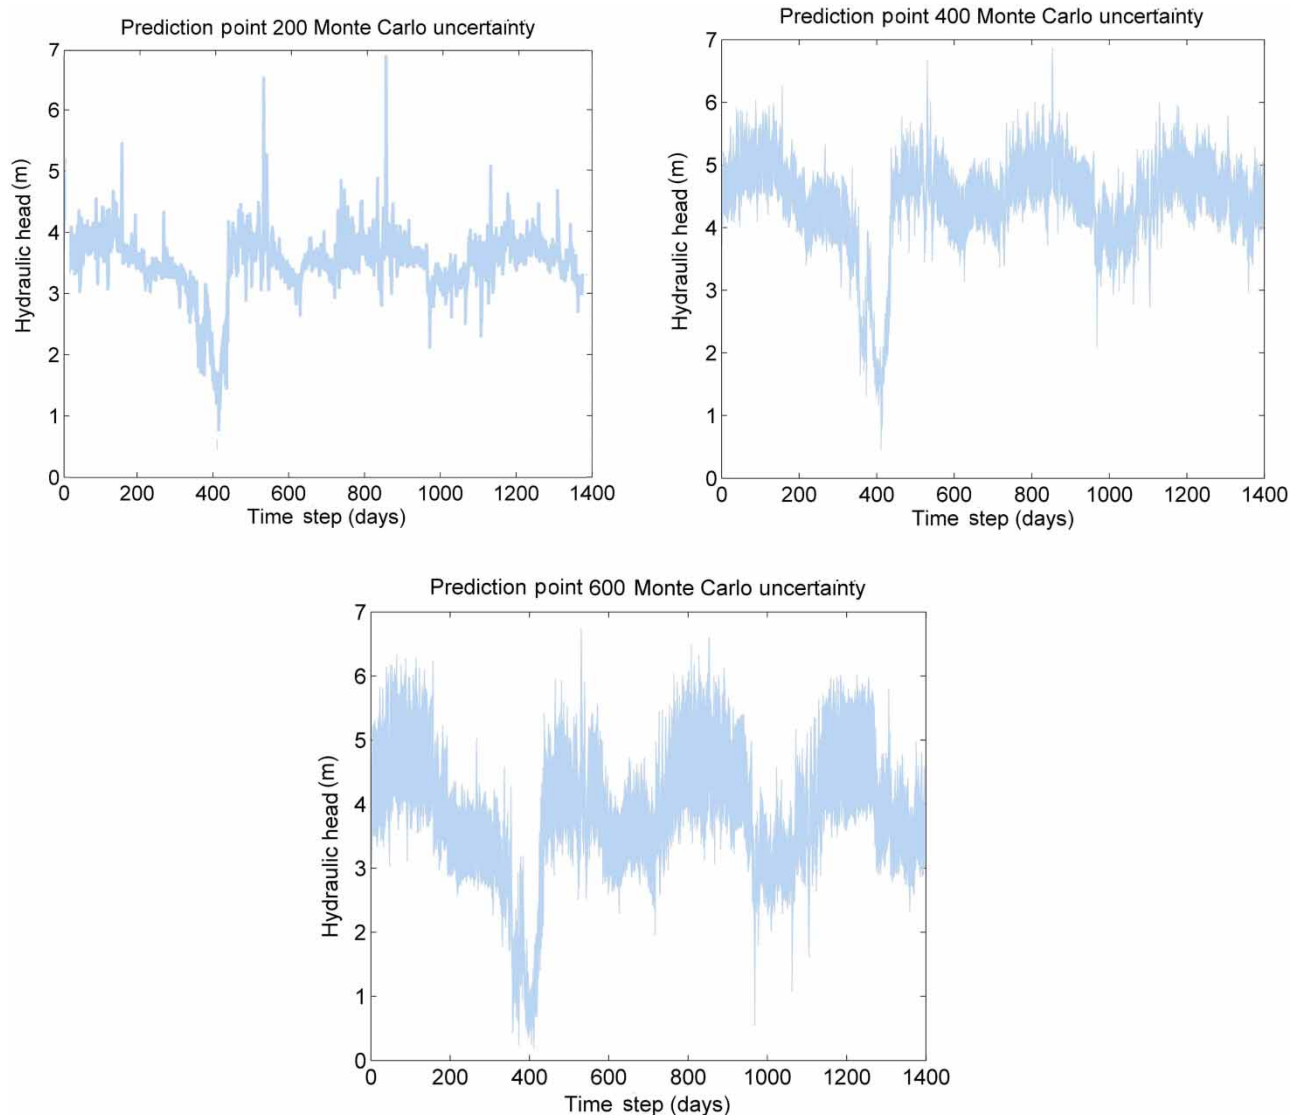 Prediction point 200 Monte Carlo uncertainty
7
6
5
4
3
2
1
0
Hydraulic head (m)
0 200 400 600 800 1000 1200 1400
Time step (days)
Prediction point 400 Monte Carlo uncertainty
7
6
5
4
3
2
1
0
Hydraulic head (m)
0 200 400 600 800 1000 1200 1400
Time step (days)
Prediction point 600 Monte Carlo uncertainty
7
6
5
4
3
2
1
0
Hydraulic head (m)
0 200 400 600 800 1000 1200 1400
Time step (days)